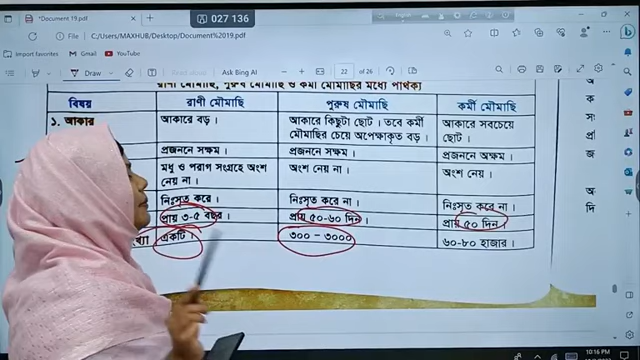 *Document 19.pdf
027 136
File
C:/Users/MAXHUB/Desktop/Document%2019.pdf
Import favorites
Gmail
YouTube
Draw
Ask Bing AI
22
of 26
রাণী মৌমাছি, পুরুষ মৌমাছি ও কর্মী মৌমাছির মধ্যে পার্থক্য
বিষয় রাণী মৌমাছি পুরুষ মৌমাছি কর্মী মৌমাছি
১. আকার আকারে বড়। আকারে কিছুটা ছোট। তবে কর্মী মৌমাছির চেয়ে অপেক্ষাকৃত বড়। আকারে সবচেয়ে ছোট।
প্রজননে সক্ষম। প্রজননে সক্ষম। প্রজননে অক্ষম।
মধু ও পরাগ সংগ্রহে অংশ নেয় না। অংশ নেয় না। অংশ নেয়।
নিঃসৃত করে। নিঃসৃত করে না। নিঃসৃত করে না।
প্রায় ৩-৫ বছর। প্রায় ৫০-৬০ দিন। প্রায় ৫০ দিন।
একটি। ৩০০ – ৩০০০ ৬০-৮০ হাজার।
10:16 PM